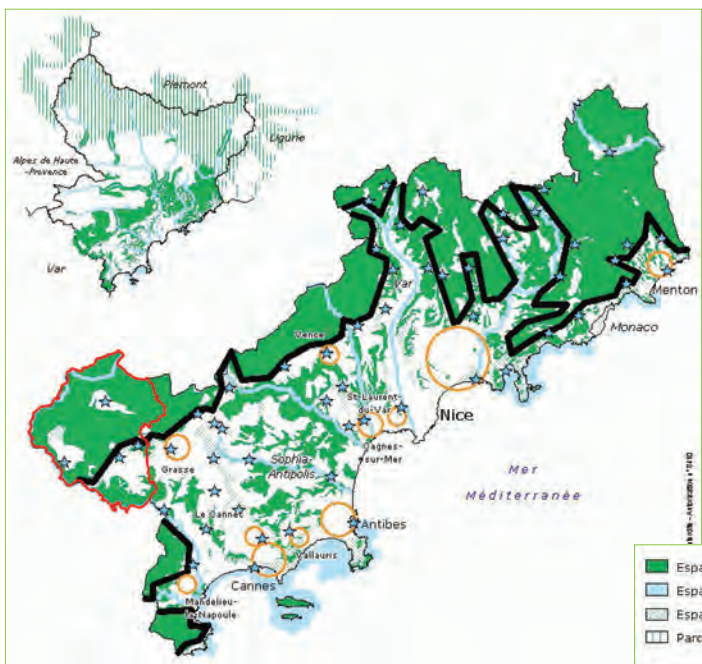 Piémont
Ligurie
Alpes de Haute
-Provence
Var
Var
Menton
Monaco
Vence
St-Laurent
du-Var
Nice
Cagnes
-sur-Mer
Grasse
Sophia-
Antipolis
Mer
Méditerranée
Le Cannet
Antibes
Vallauris
Cannes
Mandelieu-
la-Napoule
Espa
Espa
Espa
Parc